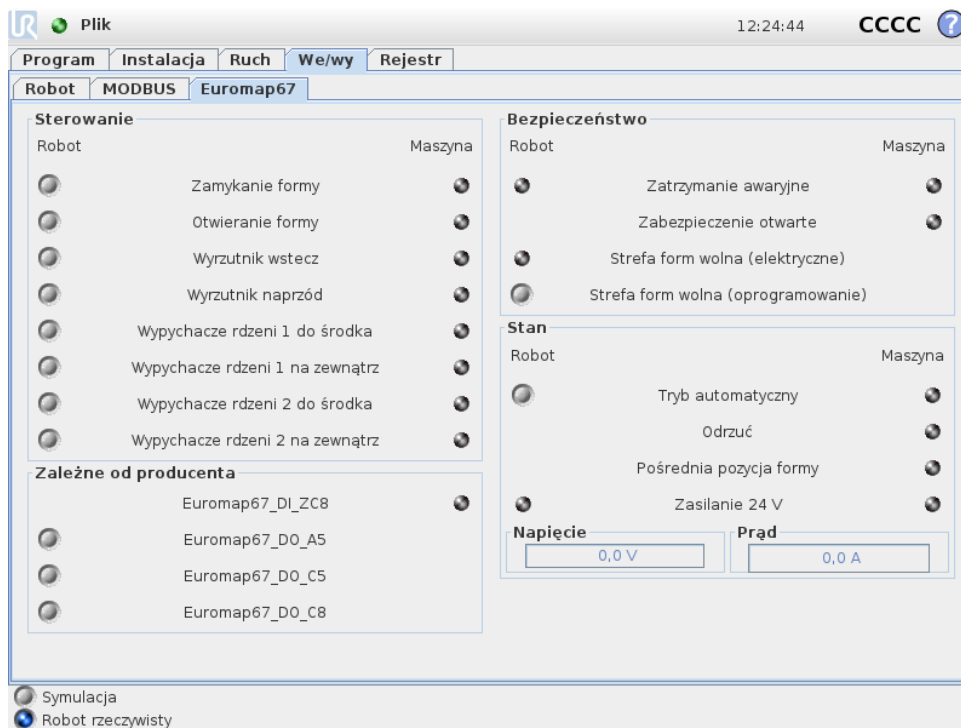 UR Plik 12:24:44 CCCC ?
Program Instalacja Ruch We/wy Rejestr
Robot MODBUS Euromap67
Sterowanie
Robot Maszyna
Zamykanie formy
Otwieranie formy
Wyrzutnik wstecz
Wyrzutnik naprzód
Wypychacze rdzeni 1 do środka
Wypychacze rdzeni 1 na zewnątrz
Wypychacze rdzeni 2 do środka
Wypychacze rdzeni 2 na zewnątrz
Zależne od producenta
Euromap67_DI_ZC8
Euromap67_DO_A5
Euromap67_DO_C5
Euromap67_DO_C8
Bezpieczeństwo
Robot Maszyna
Zatrzymanie awaryjne
Zabezpieczenie otwarte
Strefa form wolna (elektryczne)
Strefa form wolna (oprogramowanie)
Stan
Robot Maszyna
Tryb automatyczny
Odrzuć
Pośrednia pozycja formy
Zasilanie 24 V
Napięcie Prąd
0,0 V 0,0 A
Symulacja
Robot rzeczywisty